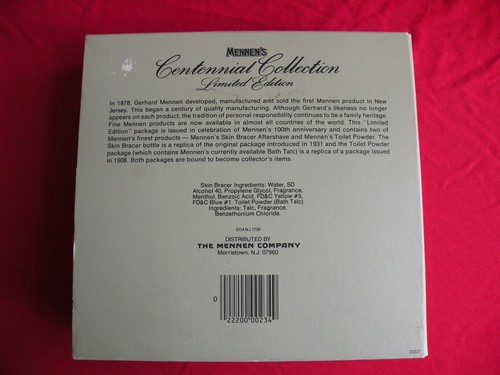 MENNEN'S
Centennial Collection
Limited Edition
In 1878, Gerhard Mennen developed, manufactured and sold the first Mennen product in New
Jersey. This began a century of quality manufacturing. Although Gerhard's likeness no longer
appears on each product, the tradition of personal responsibility continues to be a family heritage.
Fine Mennen products are now available in almost all countries of the world. This "Limited
Edition" package is issued in celebration of Mennen's 100th anniversary and contains two of
Mennen's finest products — Mennen's Skin Bracer Aftershave and Mennen's Toilet Powder. The
Skin Bracer bottle is a replica of the original package introduced in 1931 and the Toilet Powder
package (which contains Mennen's currently available Bath Talc) is a replica of a package issued
in 1908. Both packages are bound to become collector's items.
Skin Bracer Ingredients: Water, SD
Alcohol 40, Propylene Glycol, Fragrance,
Menthol, Benzoic Acid, FD&C Yellow #5,
FD&C Blue #1. Toilet Powder (Bath Talc)
Ingredients: Talc, Fragrance,
Benzethonium Chloride.
DISTRIBUTED BY
THE MENNEN COMPANY
Morristown, N.J. 07960
0
22200 00234